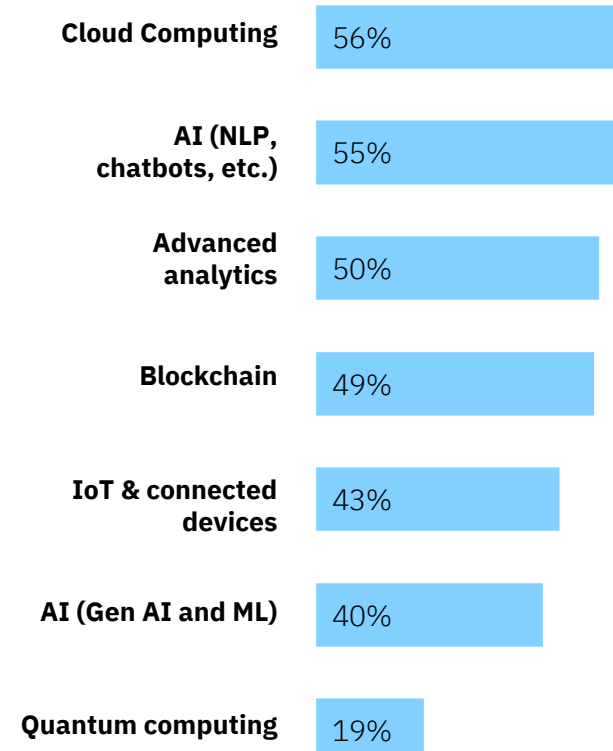 Cloud Computing
56%
AI (NLP,
chatbots, etc.)
55%
Advanced
analytics
50%
Blockchain
49%
IoT & connected
devices
43%
AI (Gen AI and ML)
40%
Quantum computing
19%